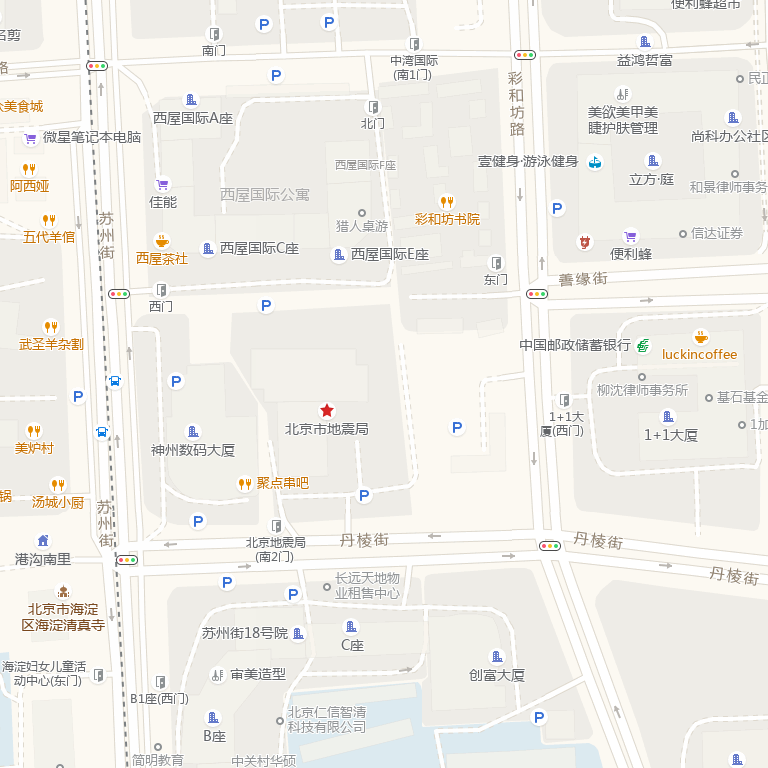 便利蜂超市
名剪
南门
中湾国际
(南1门)
益鸿哲富
路
民正
众美食城
西屋国际A座
北门
彩和坊路
美欲美甲美
睫护肤管理
尚科办公社区
微星笔记本电脑
西屋国际F座
壹健身·游泳健身
立方·庭
和景律师事务
阿西娅
佳能
西屋国际公寓
彩和坊书院
苏州街
五代羊倌
猎人桌游
信达证券
西屋茶社
西屋国际C座
西屋国际E座
便利蜂
东门
善缘街
西门
武圣羊杂割
中国邮政储蓄银行
luckincoffee
柳沈律师事务所
基石基金
1+1大
厦(西门)
1加
北京市地震局
1+1大厦
美炉村
神州数码大厦
聚点串吧
锅
汤城小厨
苏州街
北京地震局
(南2门)
丹棱街
丹棱街
港沟南里
丹棱街
长远天地物
业租售中心
北京市海淀
区海淀清真寺
苏州街18号院
C座
海淀妇女儿童活
动中心(东门)
审美造型
创富大厦
B1座(西门)
北京仁信智清
科技有限公司
B座
简明教育
中关村华硕